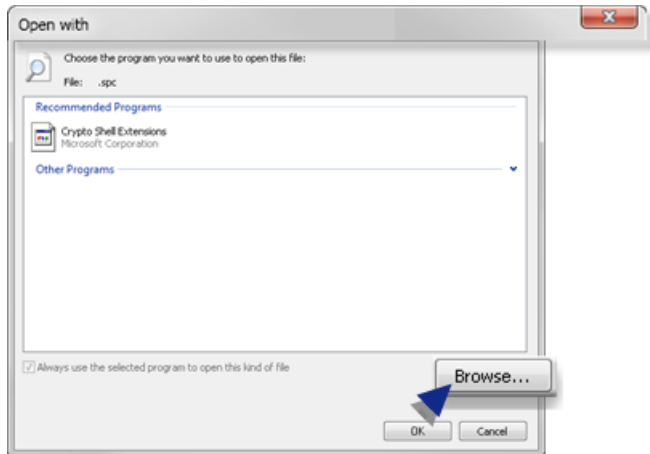 Open with
Choose the program you want to use to open this file:
File: .spc
Recommended Programs
Crypto Shell Extensions
Microsoft Corporation
Other Programs
Always use the selected program to open this kind of file
Browse...
OK Cancel